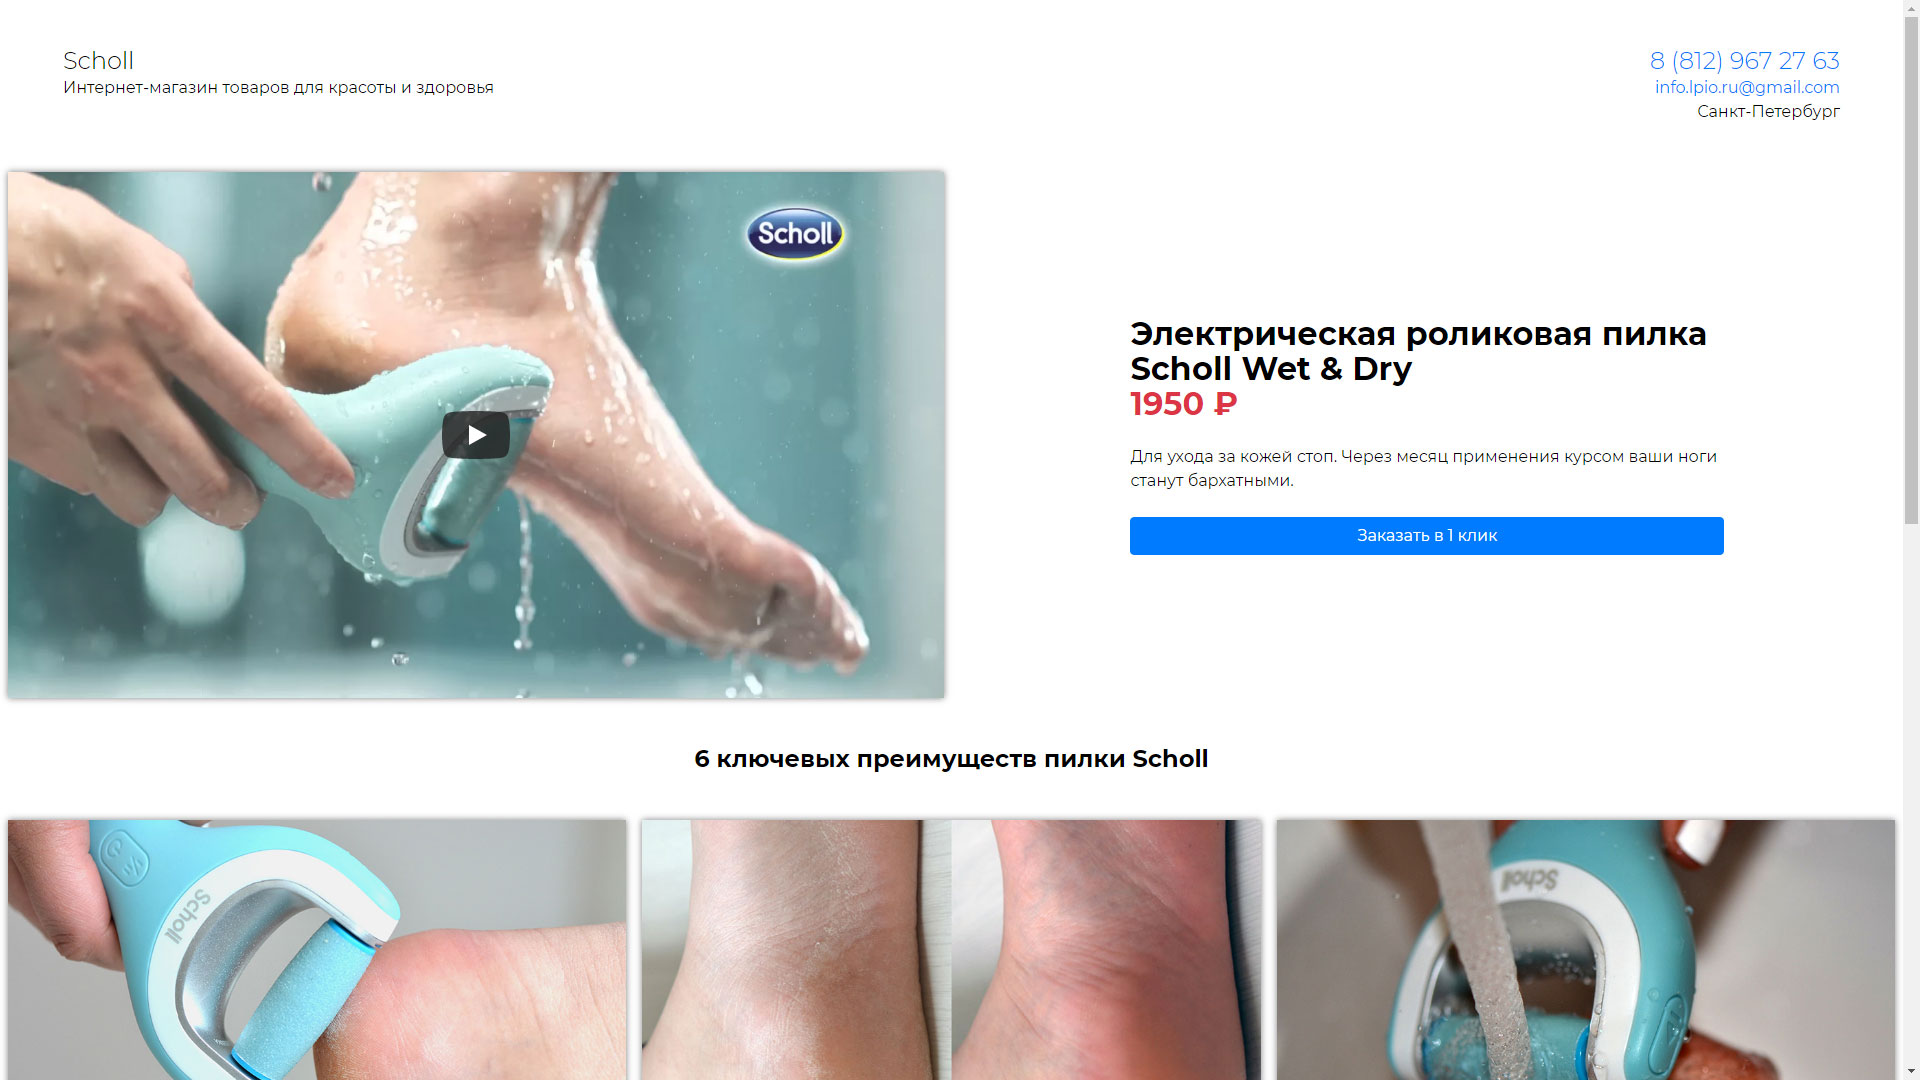 Scholl
Интернет-магазин товаров для красоты и здоровья
8 (812) 967 27 63
info.lpio.ru@gmail.com
Санкт-Петербург
Scholl
Электрическая роликовая пилка
Scholl Wet & Dry
1950 ₽
Для ухода за кожей стоп. Через месяц применения курсом ваши ноги
станут бархатными.
Заказать в 1 клик
6 ключевых преимуществ пилки Scholl
Scholl
Scholl